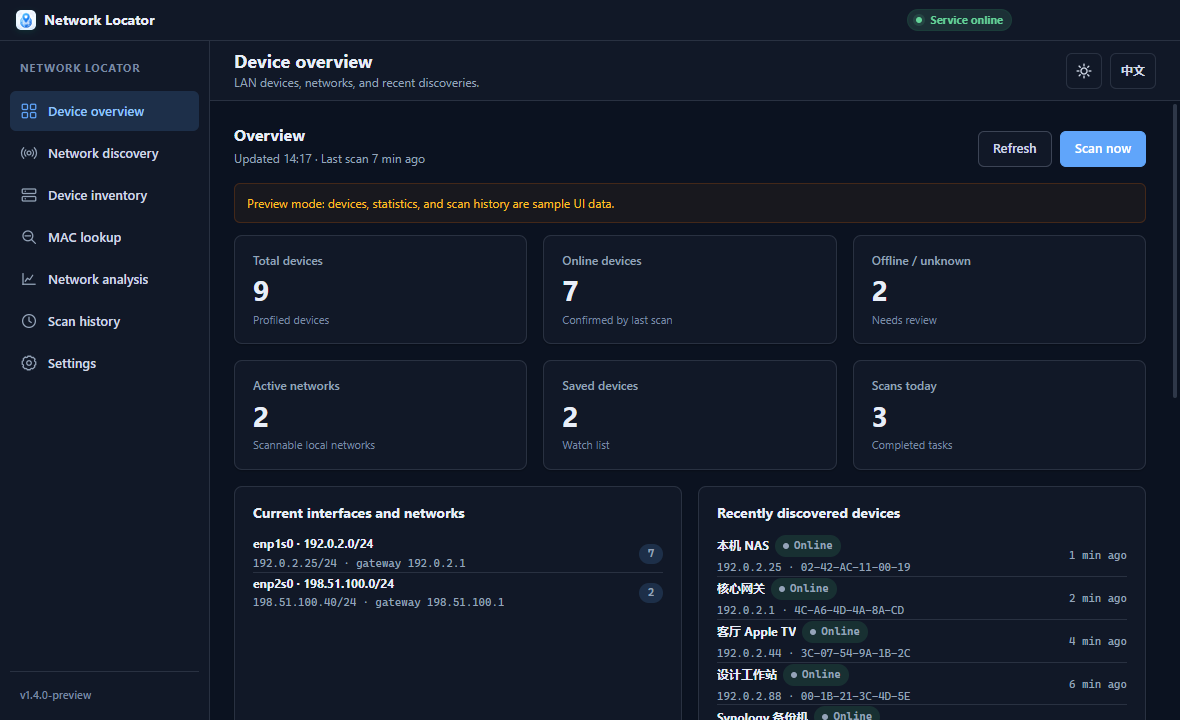 Network Locator
Service online
NETWORK LOCATOR
Device overview
Network discovery
Device inventory
MAC lookup
Network analysis
Scan history
Settings
v1.4.0-preview
Device overview
LAN devices, networks, and recent discoveries.
中文
Overview
Updated 14:17 · Last scan 7 min ago
Refresh
Scan now
Preview mode: devices, statistics, and scan history are sample UI data.
Total devices
9
Profiled devices
Online devices
7
Confirmed by last scan
Offline / unknown
2
Needs review
Active networks
2
Scannable local networks
Saved devices
2
Watch list
Scans today
3
Completed tasks
Current interfaces and networks
enp1s0 · 192.0.2.0/24
192.0.2.25/24 · gateway 192.0.2.1
7
enp2s0 · 198.51.100.0/24
198.51.100.40/24 · gateway 198.51.100.1
2
Recently discovered devices
本机 NAS Online
192.0.2.25 · 02-42-AC-11-00-19
1 min ago
核心网关 Online
192.0.2.1 · 4C-A6-4D-4A-8A-CD
2 min ago
客厅 Apple TV Online
192.0.2.44 · 3C-07-54-9A-1B-2C
4 min ago
设计工作站 Online
192.0.2.88 · 00-1B-21-3C-4D-5E
6 min ago
Synology 备份机 Online